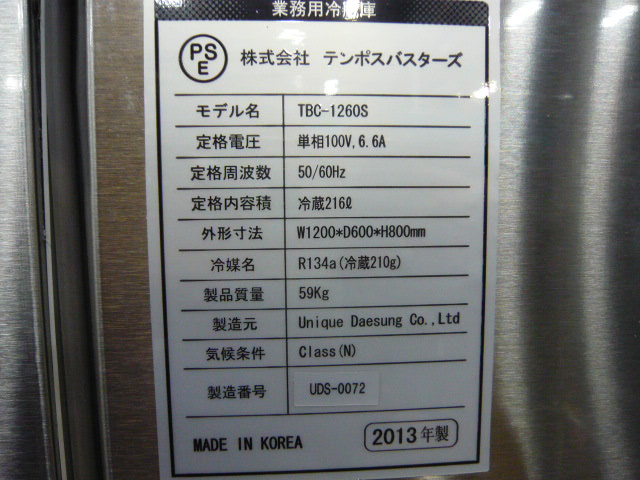 業務用冷蔵庫
PSE 株式会社 テンポスバスターズ
モデル名 TBC-1260S
定格電圧 単相100V,6.6A
定格周波数 50/60Hz
定格内容積 冷蔵216ℓ
外形寸法 W1200*D600*H800mm
冷媒名 R134a(冷蔵210g)
製品質量 59Kg
製造元 Unique Daesung Co.,Ltd
気候条件 Class(N)
製造番号 UDS-0072
MADE IN KOREA 2013年製